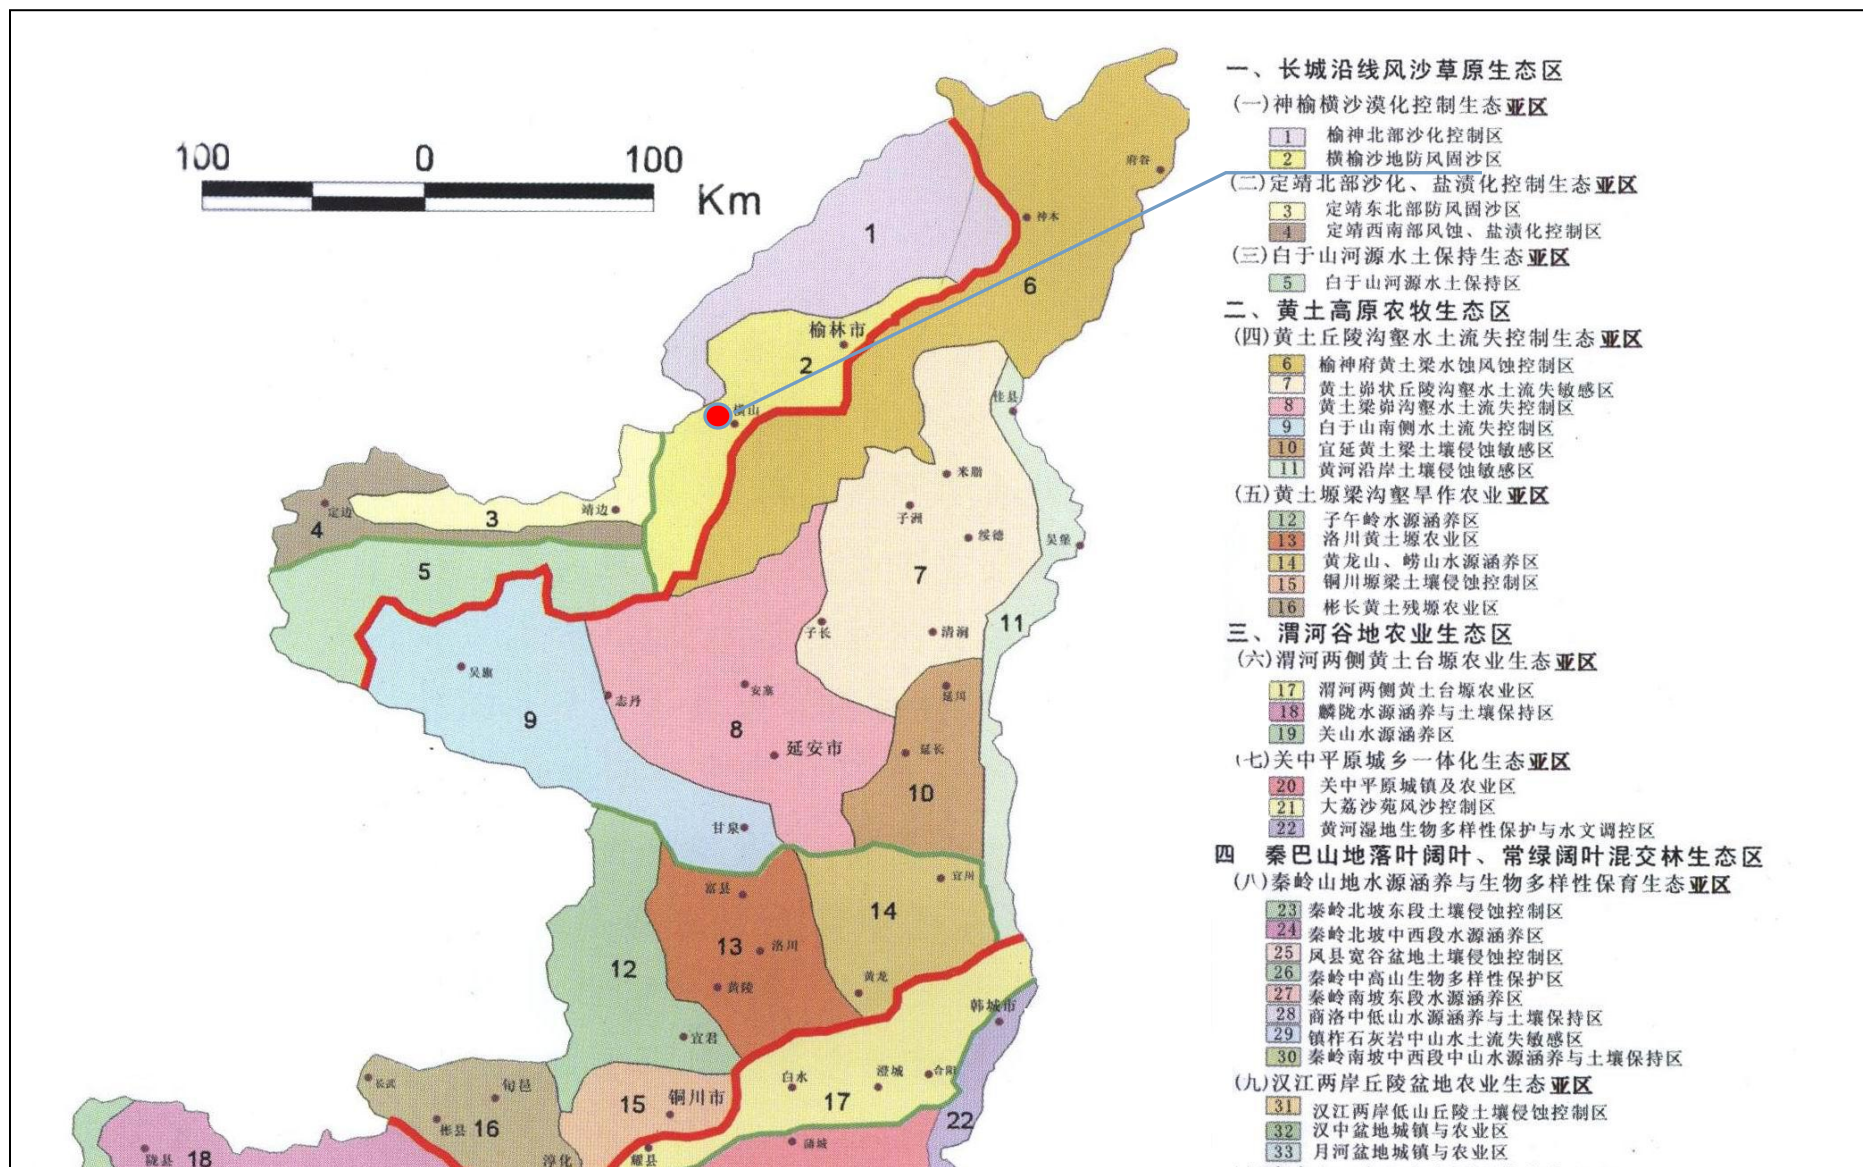 100 0 100
Km
一、长城沿线风沙草原生态区
(一)神榆横沙漠化控制生态亚区
1 榆神北部沙化控制区
2 横榆沙地防风固沙区
(二)定靖北部沙化、盐渍化控制生态亚区
3 定靖东北部防风固沙区
4 定靖西南部风蚀、盐渍化控制区
(三)白于山河源水土保持生态亚区
5 白于山河源水土保持区
二、黄土高原农牧生态区
(四)黄土丘陵沟壑水土流失控制生态亚区
6 榆神府黄土梁水蚀风蚀控制区
7 黄土峁状丘陵沟壑水土流失敏感区
8 黄土梁峁沟壑水土流失控制区
9 白于山南侧水土流失控制区
10 宜延黄土梁土壤侵蚀敏感区
11 黄河沿岸土壤侵蚀敏感区
(五)黄土塬梁沟壑旱作农业亚区
12 子午岭水源涵养区
13 洛川黄土塬农业区
14 黄龙山、崂山水源涵养区
15 铜川塬梁土壤侵蚀控制区
16 彬长黄土残塬农业区
三、渭河谷地农业生态区
(六)渭河两侧黄土台塬农业生态亚区
17 渭河两侧黄土台塬农业区
18 麟陇水源涵养与土壤保持区
19 关山水源涵养区
(七)关中平原城乡一体化生态亚区
20 关中平原城镇及农业区
21 大荔沙苑风沙控制区
22 黄河湿地生物多样性保护与水文调控区
四 秦巴山地落叶阔叶、常绿阔叶混交林生态区
(八)秦岭山地水源涵养与生物多样性保育生态亚区
23 秦岭北坡东段土壤侵蚀控制区
24 秦岭北坡中西段水源涵养区
25 凤县宽谷盆地土壤侵蚀控制区
26 秦岭中高山生物多样性保护区
27 秦岭南坡东段水源涵养区
28 商洛中低山水源涵养与土壤保持区
29 镇柞石灰岩中山水土流失敏感区
30 秦岭南坡中西段中山水源涵养与土壤保持区
(九)汉江两岸丘陵盆地农业生态亚区
31 汉江两岸低山丘陵土壤侵蚀控制区
32 汉中盆地城镇与农业区
33 月河盆地城镇与农业区
府谷
神木
1
6
榆林市
2
佳县
横山
米脂
定边
3
靖边
4
子洲
绥德
吴堡
5
7
子长
清涧
11
吴旗
志丹
安塞
延川
9
8
延安市
延长
10
甘泉
富县
宜川
14
13
洛川
12
黄陵
黄龙
韩城市
宜君
长武
旬邑
白水
澄城
合阳
15
铜川市
17
彬县
16
22
蒲城
陇县
18
淳化
耀县